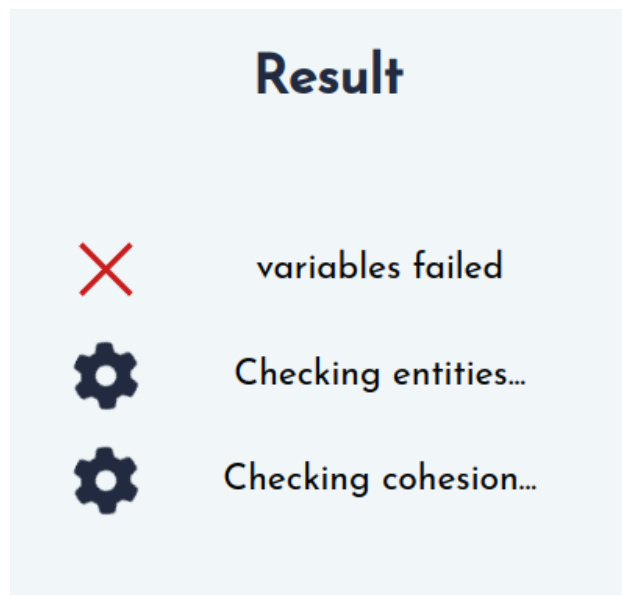 Result
variables failed
Checking entities...
Checking cohesion...